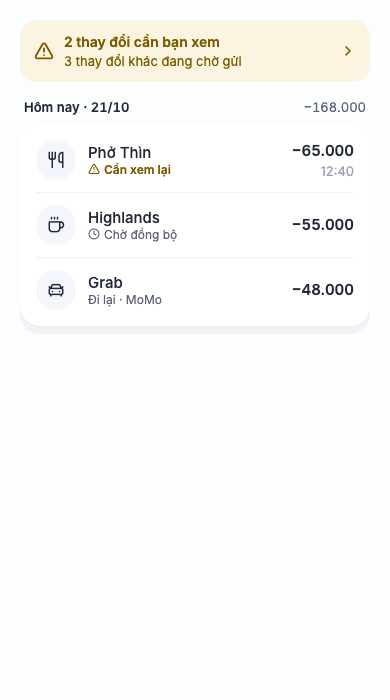 2 thay đổi cần bạn xem
3 thay đổi khác đang chờ gửi
Hôm nay · 21/10 −168.000
Phở Thìn −65.000
Cần xem lại 12:40
Highlands −55.000
Chờ đồng bộ
Grab −48.000
Đi lại · MoMo